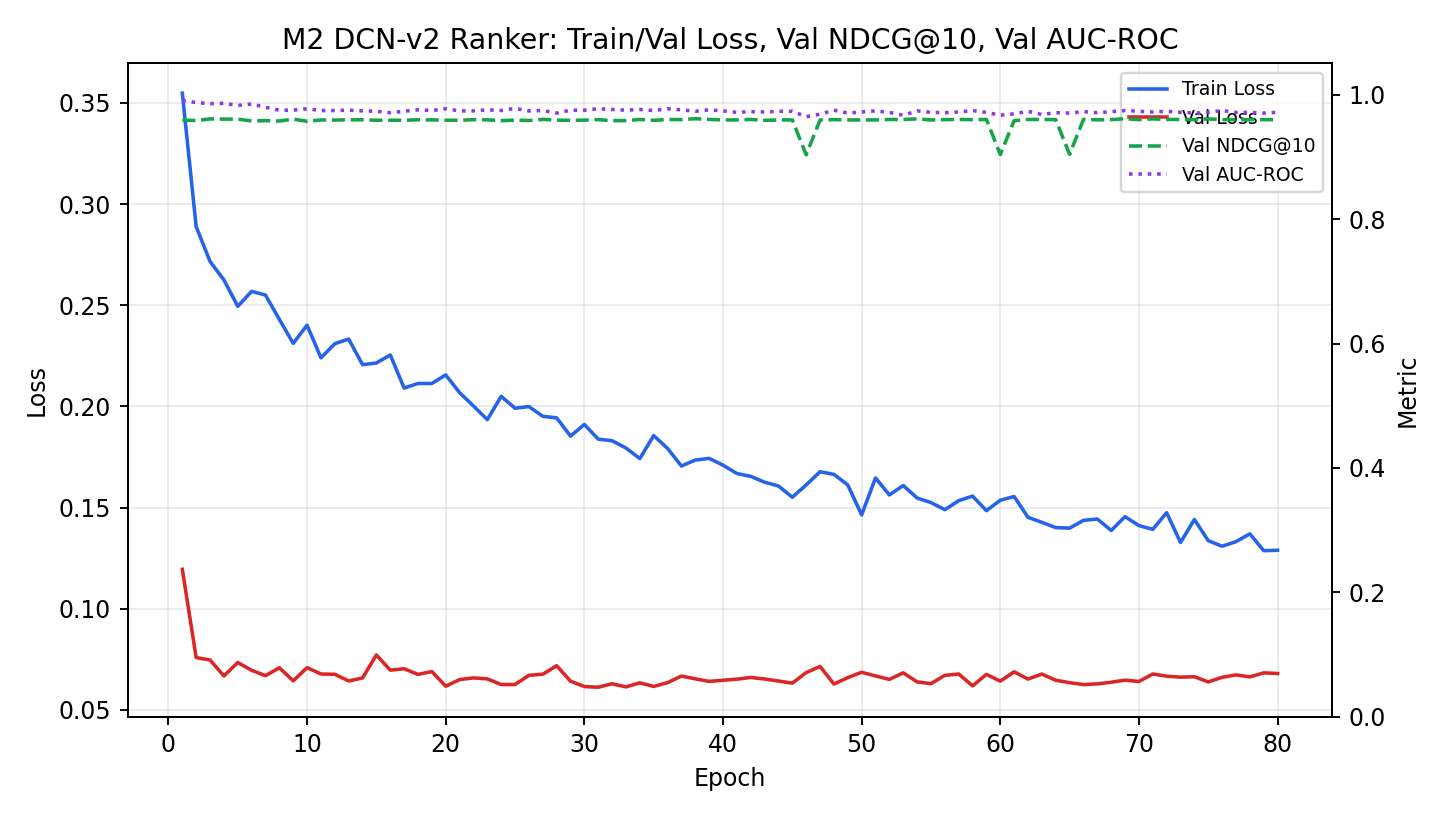 M2 DCN-v2 Ranker: Train/Val Loss, Val NDCG@10, Val AUC-ROC
Train Loss
Val Loss
Val NDCG@10
Val AUC-ROC
Loss
0.35
0.30
0.25
0.20
0.15
0.10
0.05
1.0
0.8
0.6
0.4
0.2
0.0
Metric
0 10 20 30 40 50 60 70 80
Epoch